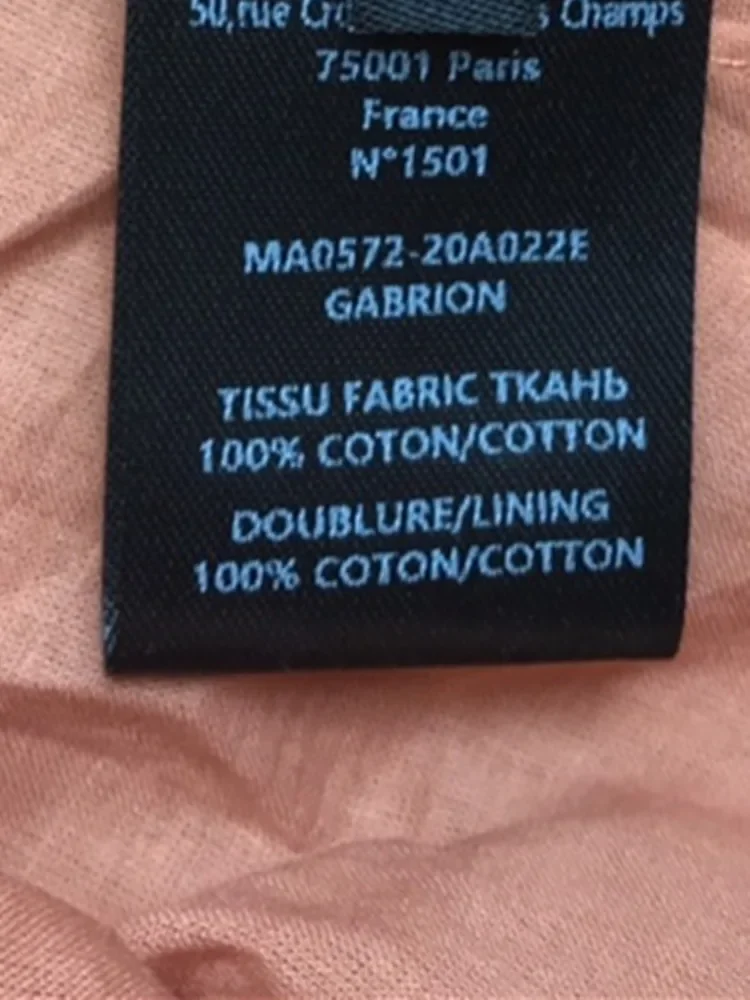 50, rue Cro s Champs
75001 Paris
France
N°1501
MA0572-20A022E
GABRION
TISSU FABRIC ТКАНЬ
100% COTON/COTTON
DOUBLURE/LINING
100% COTON/COTTON